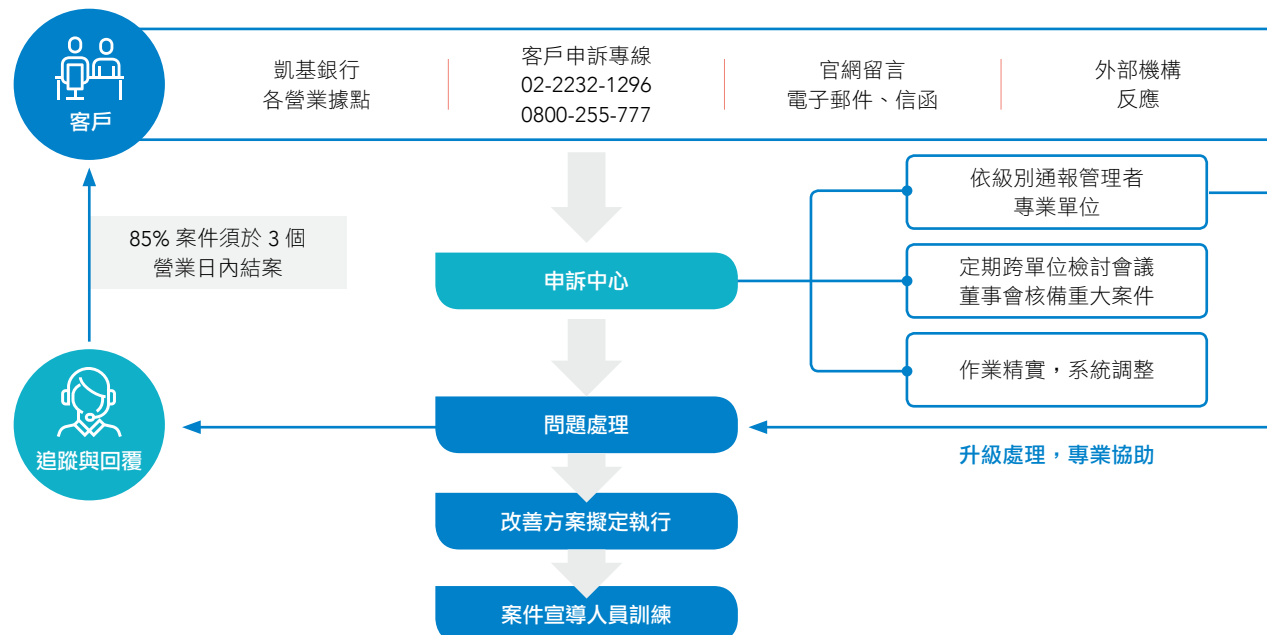 客戶
凱基銀行
各營業據點
客戶申訴專線
02-2232-1296
0800-255-777
官網留言
電子郵件、信函
外部機構
反應
依級別通報管理者
專業單位
85% 案件須於 3 個
營業日內結案
申訴中心
定期跨單位檢討會議
董事會核備重大案件
作業精實，系統調整
問題處理
追蹤與回覆
升級處理，專業協助
改善方案擬定執行
案件宣導人員訓練